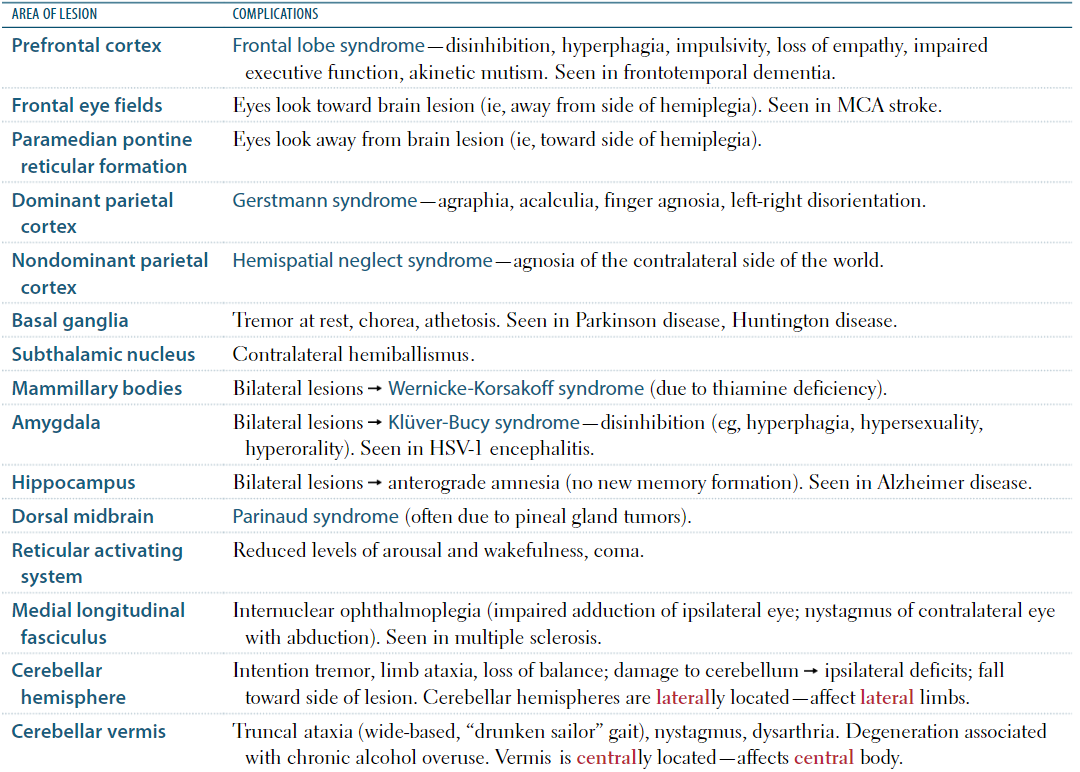 AREA OF LESION COMPLICATIONS
Prefrontal cortex Frontal lobe syndrome—disinhibition, hyperphagia, impulsivity, loss of empathy, impaired
executive function, akinetic mutism. Seen in frontotemporal dementia.
Frontal eye fields Eyes look toward brain lesion (ie, away from side of hemiplegia). Seen in MCA stroke.
Paramedian pontine Eyes look away from brain lesion (ie, toward side of hemiplegia).
reticular formation
Dominant parietal Gerstmann syndrome—agraphia, acalculia, finger agnosia, left-right disorientation.
cortex
Nondominant parietal Hemispatial neglect syndrome—agnosia of the contralateral side of the world.
cortex
Basal ganglia Tremor at rest, chorea, athetosis. Seen in Parkinson disease, Huntington disease.
Subthalamic nucleus Contralateral hemiballismus.
Mammillary bodies Bilateral lesions → Wernicke-Korsakoff syndrome (due to thiamine deficiency).
Amygdala Bilateral lesions → Klüver-Bucy syndrome—disinhibition (eg, hyperphagia, hypersexuality,
hyperorality). Seen in HSV-1 encephalitis.
Hippocampus Bilateral lesions → anterograde amnesia (no new memory formation). Seen in Alzheimer disease.
Dorsal midbrain Parinaud syndrome (often due to pineal gland tumors).
Reticular activating Reduced levels of arousal and wakefulness, coma.
system
Medial longitudinal Internuclear ophthalmoplegia (impaired adduction of ipsilateral eye; nystagmus of contralateral eye
fasciculus with abduction). Seen in multiple sclerosis.
Cerebellar Intention tremor, limb ataxia, loss of balance; damage to cerebellum → ipsilateral deficits; fall
hemisphere toward side of lesion. Cerebellar hemispheres are laterally located—affect lateral limbs.
Cerebellar vermis Truncal ataxia (wide-based, “drunken sailor” gait), nystagmus, dysarthria. Degeneration associated
with chronic alcohol overuse. Vermis is centrally located—affects central body.